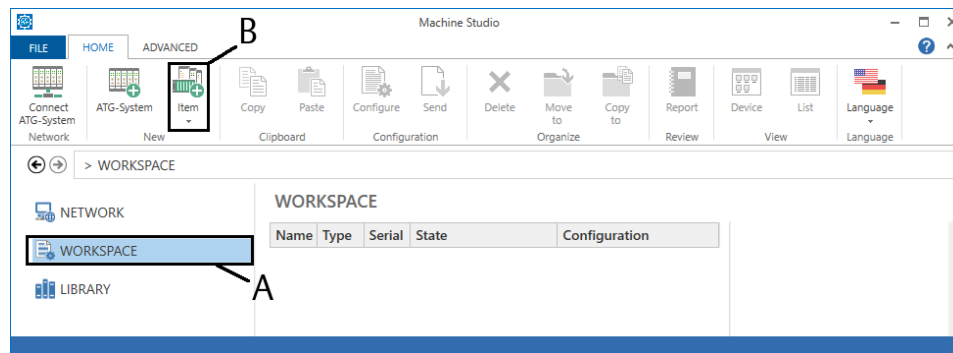 Machine Studio
B
FILE HOME ADVANCED
Connect ATG-System Item Copy Paste Configure Send Delete Move Copy Report Device List Language
ATG-System to to
Network New Clipboard Configuration Organize Review View Language
> WORKSPACE
NETWORK
WORKSPACE
LIBRARY
A
WORKSPACE
Name Type Serial State Configuration